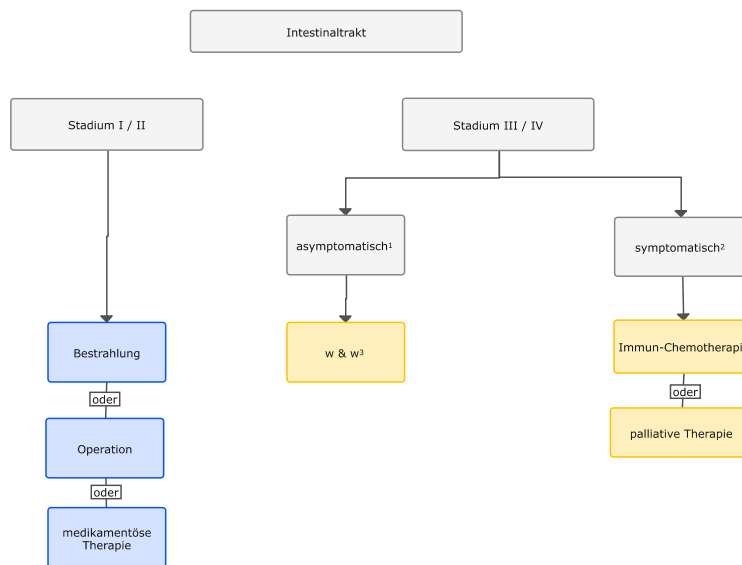 Intestinaltrakt
Stadium I / II
Stadium III / IV
asymptomatisch¹
symptomatisch²
Bestrahlung
w & w³
Immun-Chemotherapi
oder
oder
Operation
palliative Therapie
oder
medikamentöse
Therapie